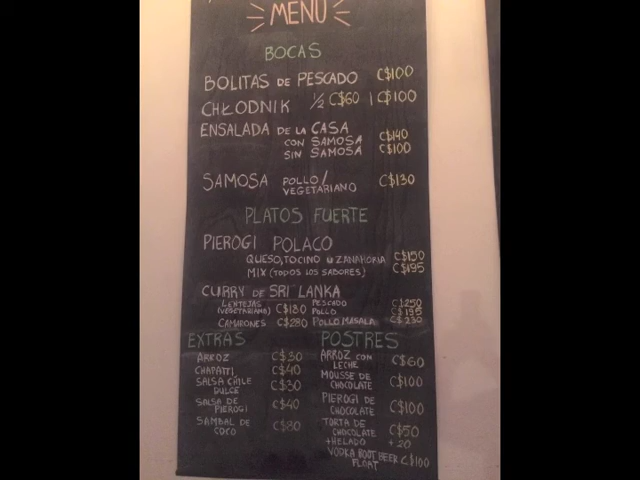 MENU
BOCAS
BOLITAS DE PESCADO C$100
CHŁODNIK ½ C$60 | C$100
ENSALADA DE LA CASA
CON SAMOSA C$140
SIN SAMOSA C$100
SAMOSA POLLO/ C$130
VEGETARIANO
PLATOS FUERTE
PIEROGI POLACO
QUESO, TOCINO ZANAHORIA C$150
MIX (TODOS LOS SABORES) C$195
CURRY DE SRI LANKA
LENTEJAS C$180
(VEGETARIANO)
CAMARONES C$280
PESCADO C$250
POLLO C$195
POLLO MASALA C$230
EXTRAS
ARROZ C$30
CHAPATTI C$40
SALSA CHILE C$30
DULCE
SALSA DE C$40
PIEROGI
SAMBAL DE C$80
COCO
POSTRES
ARROZ CON C$60
LECHE
MOUSSE DE C$100
CHOCOLATE
PIEROGI DE C$100
CHOCOLATE
TORTA DE C$50
CHOCOLATE
+HELADO +20
VODKA ROOT BEER C$100
FLOAT